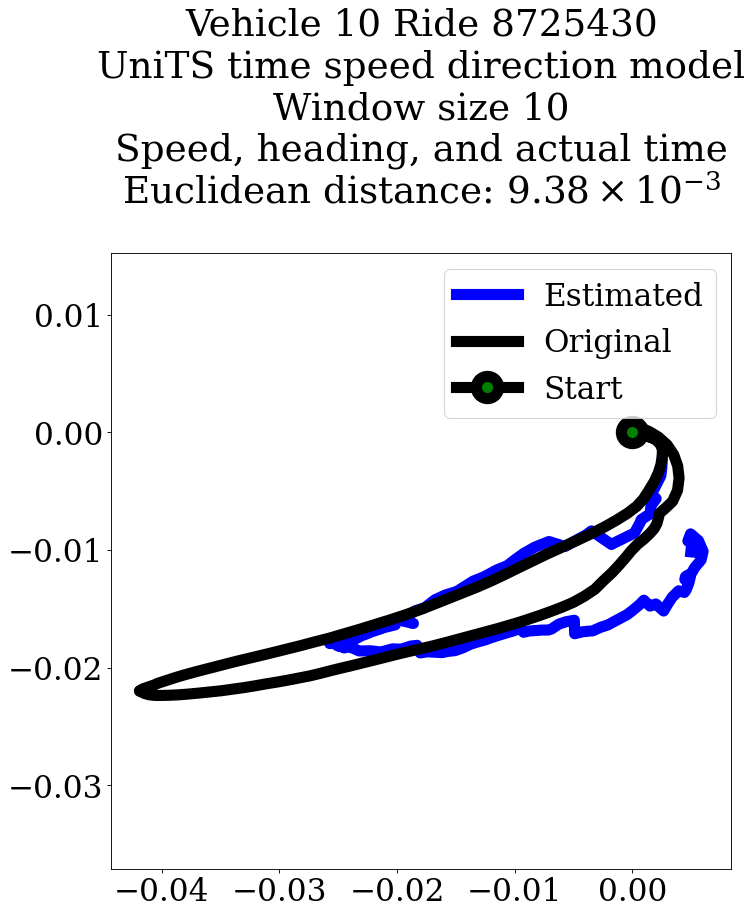 Vehicle 10 Ride 8725430
UniTS time speed direction model
Window size 10
Speed, heading, and actual time
Euclidean distance: 9.38 × 10⁻³
Estimated
Original
Start
0.01
0.00
−0.01
−0.02
−0.03
−0.04 −0.03 −0.02 −0.01 0.00